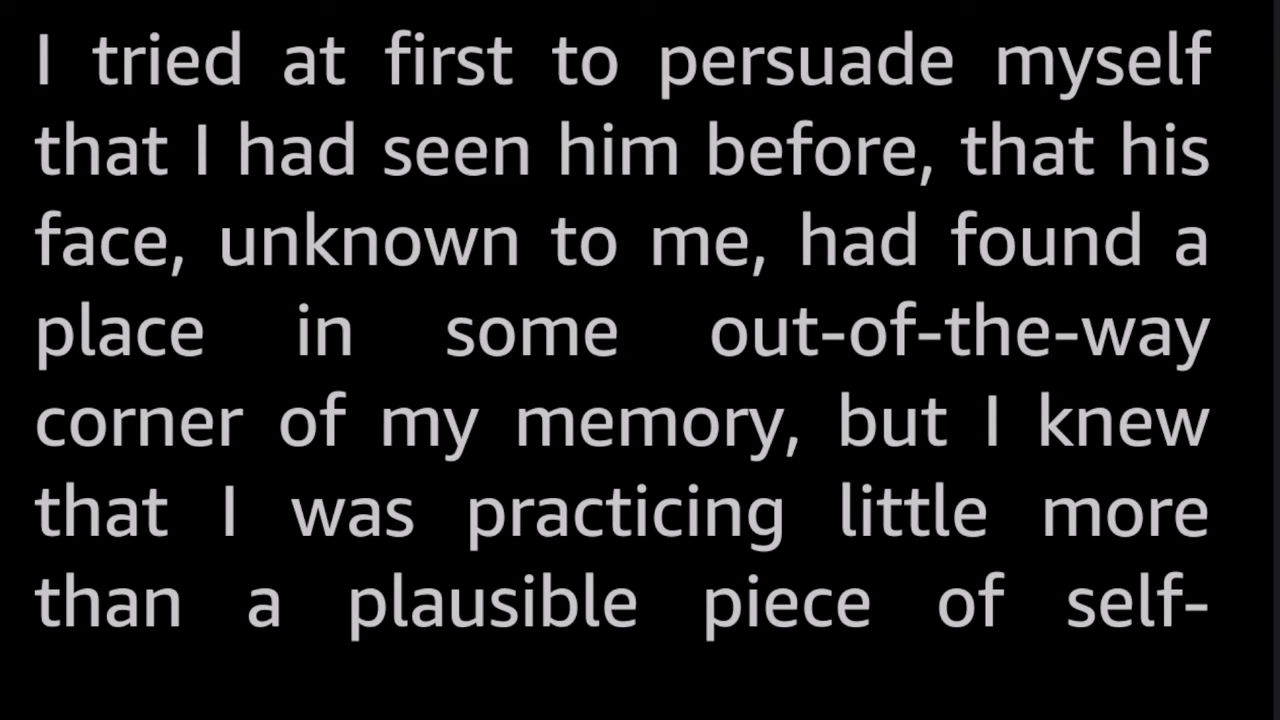 I tried at first to persuade myself
that I had seen him before, that his
face, unknown to me, had found a
place in some out-of-the-way
corner of my memory, but I knew
that I was practicing little more
than a plausible piece of self-